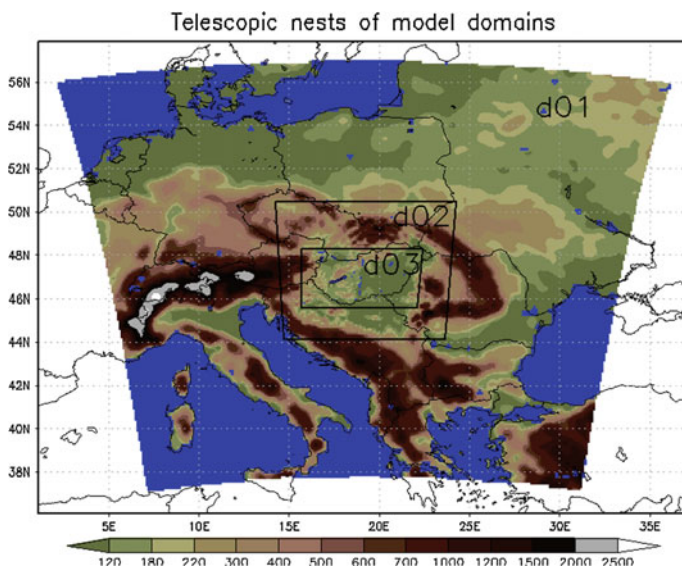 Telescopic nests of model domains
56N
54N
52N
50N
48N
46N
44N
42N
40N
38N
d01
d02
d03
5E 10E 15E 20E 25E 30E 35E
120 180 220 300 400 500 600 700 1000 1200 1500 2000 2500